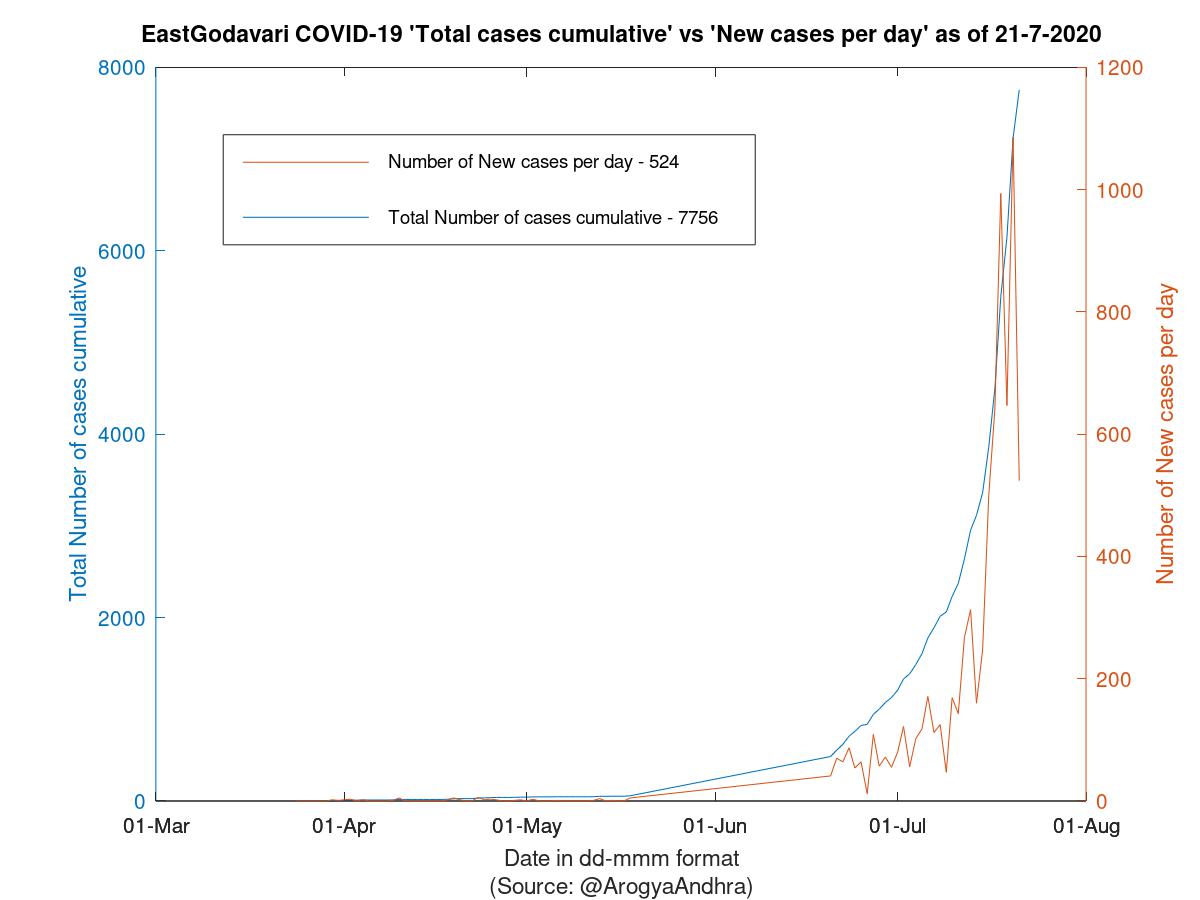 EastGodavari COVID-19 'Total cases cumulative' vs 'New cases per day' as of 21-7-2020
8000
6000
4000
2000
0
Total Number of cases cumulative
Number of New cases per day - 524
Total Number of cases cumulative - 7756
1200
1000
800
600
400
200
0
Number of New cases per day
01-Mar
01-Apr
01-May
01-Jun
01-Jul
01-Aug
Date in dd-mmm format
(Source: @ArogyaAndhra)